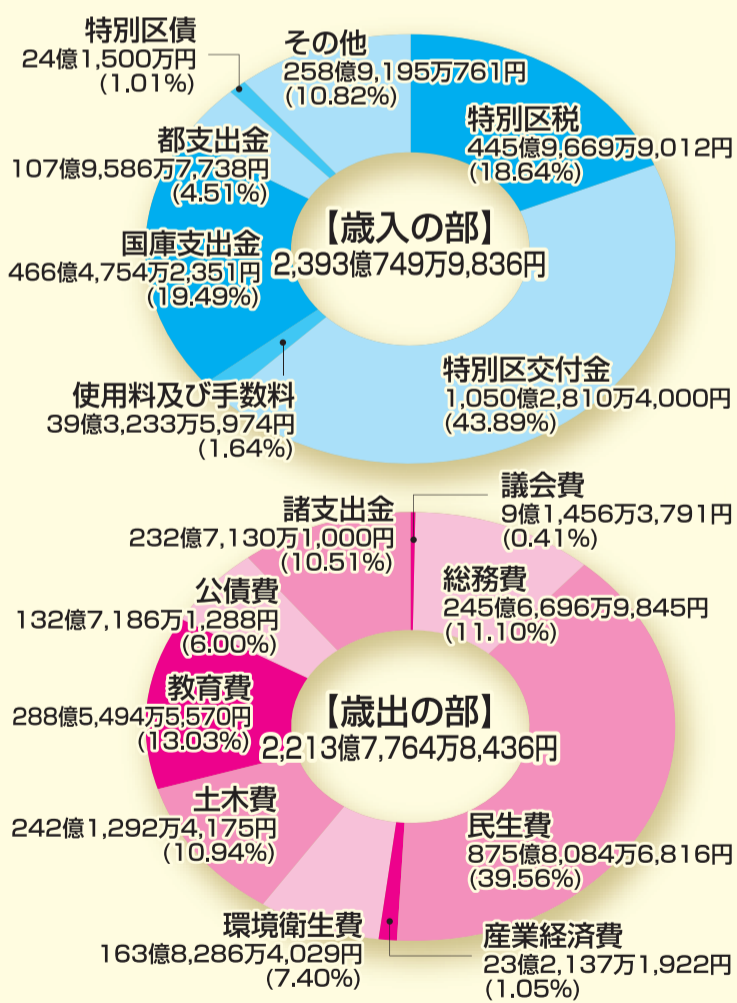 特別区債
24億1,500万円
(1.01%)
その他
258億9,195万761円
(10.82%)
特別区税
445億9,669万9,012円
(18.64%)
都支出金
107億9,586万7,738円
(4.51%)
国庫支出金
466億4,754万2,351円
(19.49%)
【歳入の部】
2,393億749万9,836円
使用料及び手数料
39億3,233万5,974円
(1.64%)
特別区交付金
1,050億2,810万4,000円
(43.89%)
諸支出金
232億7,130万1,000円
(10.51%)
議会費
9億1,456万3,791円
(0.41%)
総務費
245億6,696万9,845円
(11.10%)
公債費
132億7,186万1,288円
(6.00%)
教育費
288億5,494万5,570円
(13.03%)
【歳出の部】
2,213億7,764万8,436円
土木費
242億1,292万4,175円
(10.94%)
民生費
875億8,084万6,816円
(39.56%)
環境衛生費
163億8,286万4,029円
(7.40%)
産業経済費
23億2,137万1,922円
(1.05%)